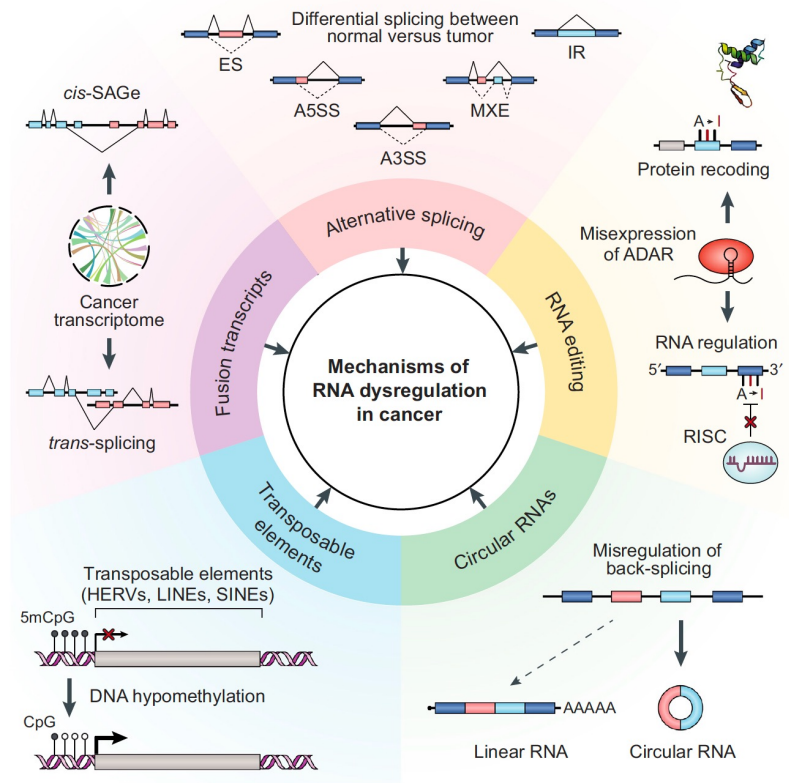 Differential splicing between
normal versus tumor
ES
IR
A5SS
MXE
A3SS
cis-SAGe
Cancer
transcriptome
trans-splicing
A I
Protein recoding
Misexpression
of ADAR
RNA regulation
5′ 3′
A I
RISC
Alternative splicing
Fusion transcripts
RNA editing
Mechanisms of
RNA dysregulation
in cancer
Transposable
elements
Circular RNAs
Transposable elements
(HERVs, LINEs, SINEs)
5mCpG
DNA hypomethylation
CpG
Misregulation of
back-splicing
AAAAA
Linear RNA
Circular RNA